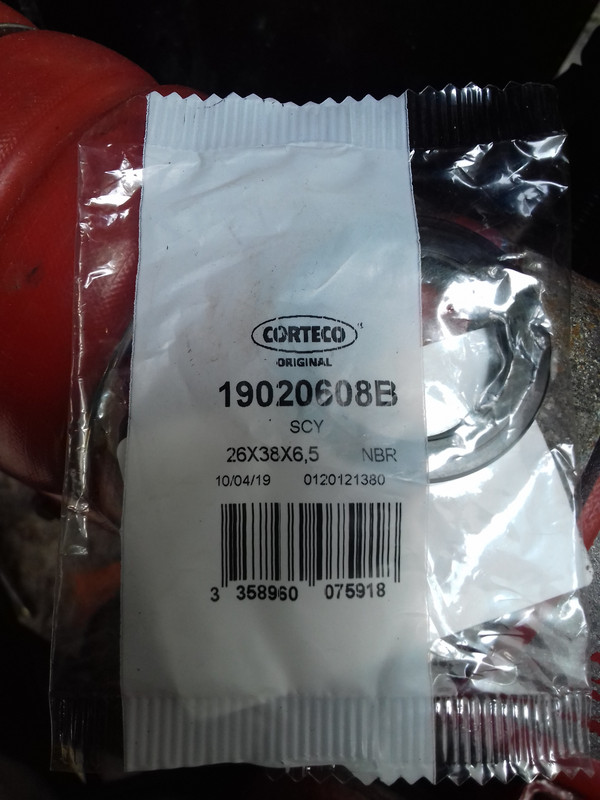 CORTECO
ORIGINAL
19020608B
SCY
26X38X6,5 NBR
10/04/19 0120121380
3 358960 075918